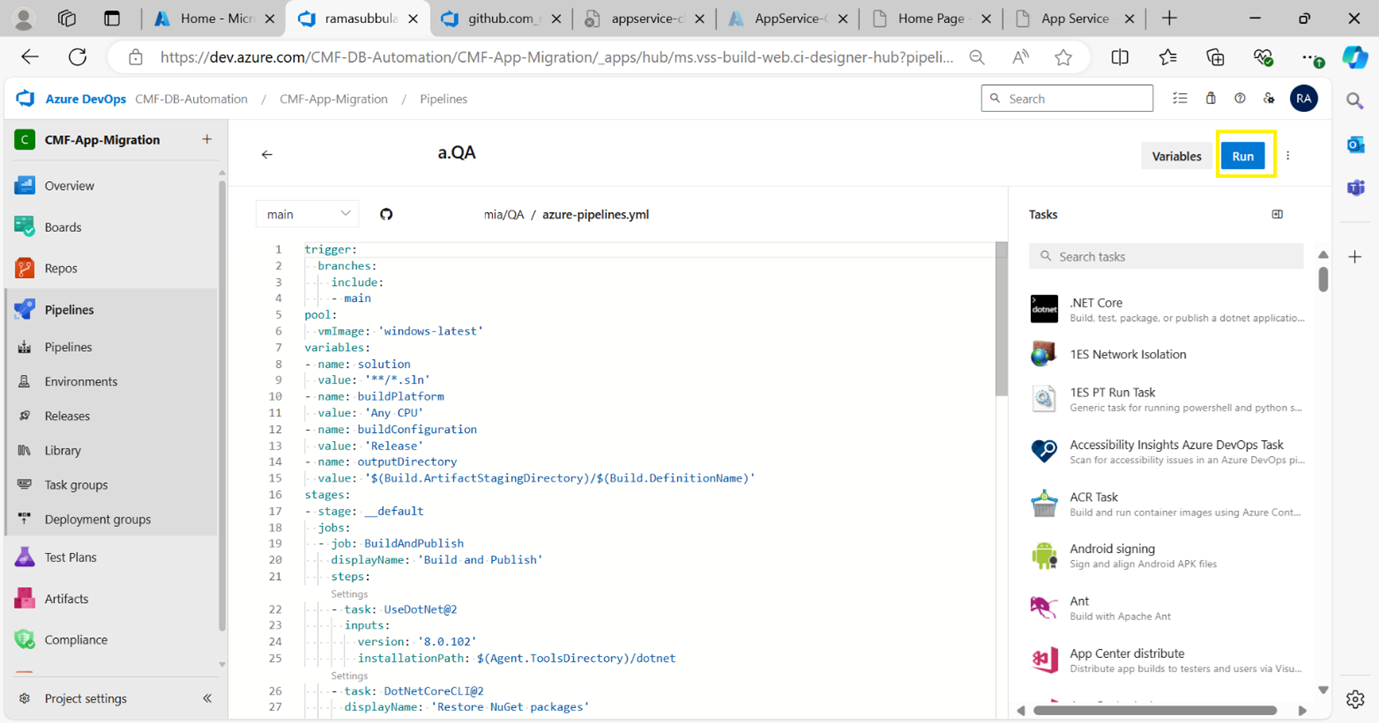 Home - Micr
ramasubbula
github.com_r
appservice-cl
AppService-C
Home Page -
App Service
https://dev.azure.com/CMF-DB-Automation/CMF-App-Migration/_apps/hub/ms.vss-build-web.ci-designer-hub?pipeli...
Azure DevOps CMF-DB-Automation / CMF-App-Migration / Pipelines
Search
RA
C CMF-App-Migration +
Overview
Boards
Repos
Pipelines
Pipelines
Environments
Releases
Library
Task groups
Deployment groups
Test Plans
Artifacts
Compliance
Project settings
a.QA
Variables
Run
main
mia/QA / azure-pipelines.yml
1 trigger:
2 branches:
3 include:
4 - main
5 pool:
6 vmImage: 'windows-latest'
7 variables:
8 - name: solution
9 value: '**/*.sln'
10 - name: buildPlatform
11 value: 'Any CPU'
12 - name: buildConfiguration
13 value: 'Release'
14 - name: outputDirectory
15 value: '$(Build.ArtifactStagingDirectory)/$(Build.DefinitionName)'
16 stages:
17 - stage: __default
18 jobs:
19 - job: BuildAndPublish
20 displayName: 'Build and Publish'
21 steps:
Settings
22 - task: UseDotNet@2
23 inputs:
24 version: '8.0.102'
25 installationPath: $(Agent.ToolsDirectory)/dotnet
Settings
26 - task: DotNetCoreCLI@2
27 displayName: 'Restore NuGet packages'
Tasks
Search tasks
dotnet
.NET Core
Build, test, package, or publish a dotnet applicatio...
1ES Network Isolation
1ES PT Run Task
Generic task for running powershell and python s...
Accessibility Insights Azure DevOps Task
Scan for accessibility issues in an Azure DevOps pi...
ACR Task
Build and run container images using Azure Cont...
Android signing
Sign and align Android APK files
Ant
Build with Apache Ant
App Center distribute
Distribute app builds to testers and users via Visu...